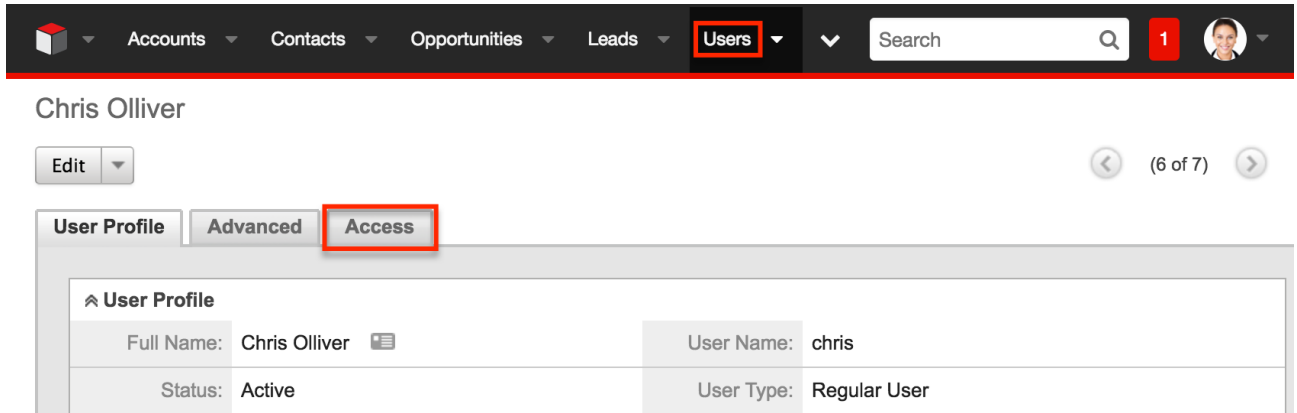 Accounts Contacts Opportunities Leads Users Search 1
Chris Olliver
Edit (6 of 7)
User Profile Advanced Access
User Profile
Full Name: Chris Olliver User Name: chris
Status: Active User Type: Regular User